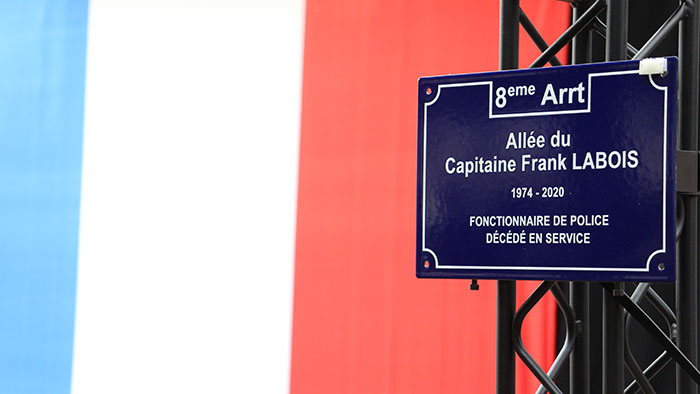 8eme Arrt
Allée du
Capitaine Frank LABOIS
1974 - 2020
FONCTIONNAIRE DE POLICE
DÉCÉDÉ EN SERVICE